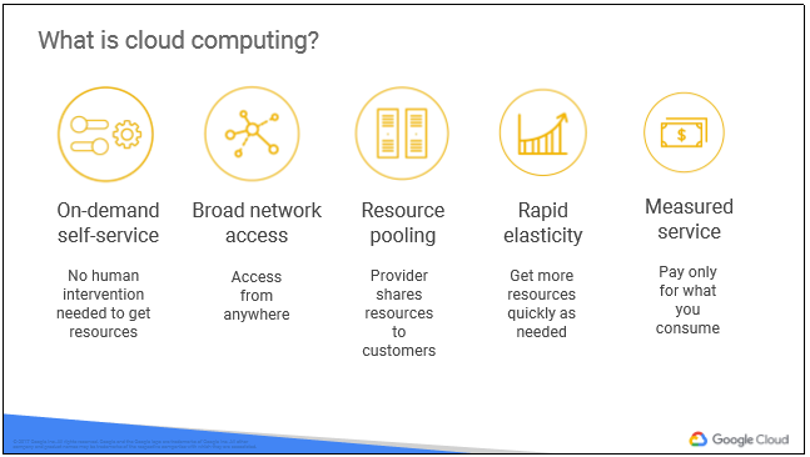 What is cloud computing?
$
On-demand
self-service
No human
intervention
needed to get
resources
Broad network
access
Access
from
anywhere
Resource
pooling
Provider
shares
resources
to
customers
Rapid
elasticity
Get more
resources
quickly as
needed
Measured
service
Pay only
for what
you
consume
Google Cloud